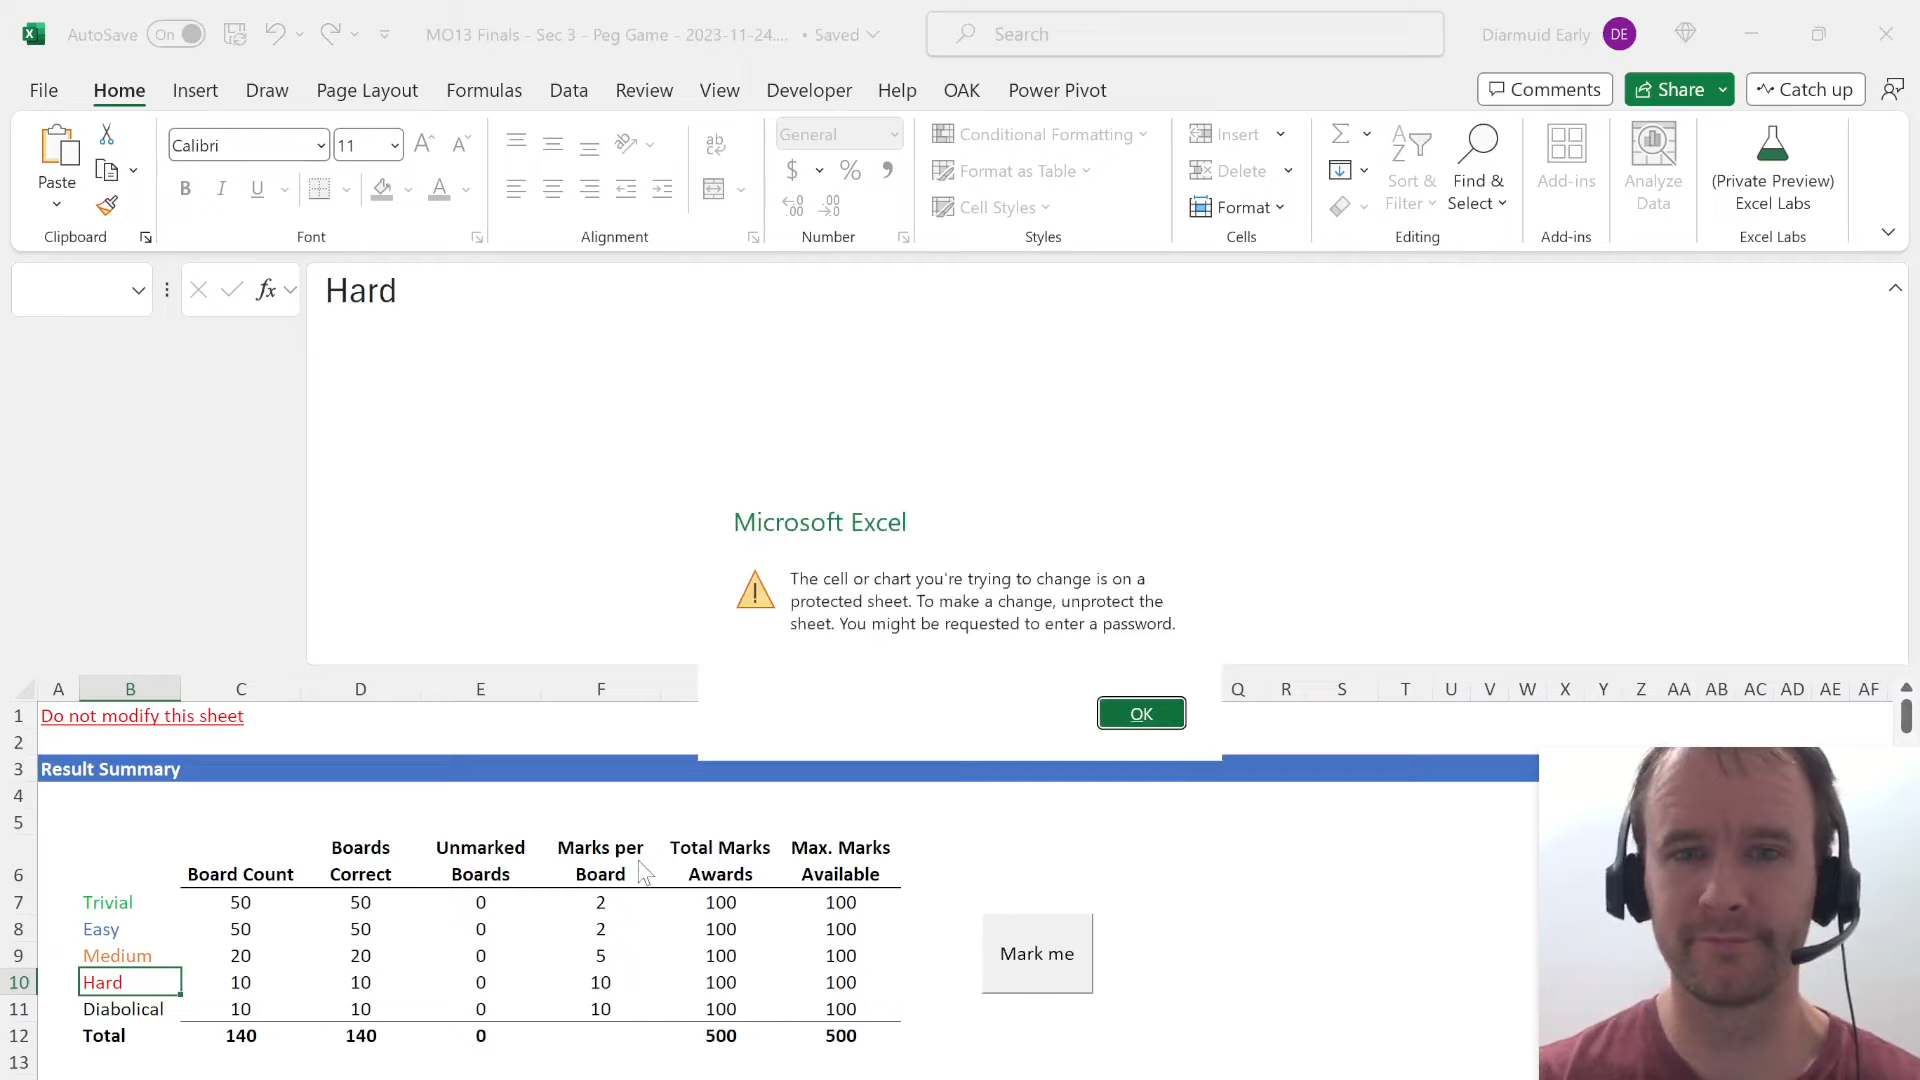 AutoSave On MO13 Finals - Sec 3 - Peg Game - 2023-11-24.... • Saved Search Diarmuid Early DE
File Home Insert Draw Page Layout Formulas Data Review View Developer Help OAK Power Pivot Comments Share Catch up
Paste
Clipboard
Calibri 11
B I U A
Font
ab
Alignment
General
$ % 9
.00 .00
Number
Conditional Formatting
Format as Table
Cell Styles
Styles
Insert
Delete
Format
Cells
Sort &
Filter
Find &
Select
Editing
Add-ins
Add-ins
Analyze
Data
(Private Preview)
Excel Labs
Excel Labs
fx Hard
Microsoft Excel
The cell or chart you're trying to change is on a
protected sheet. To make a change, unprotect the
sheet. You might be requested to enter a password.
OK
A B C D E F Q R S T U V W X Y Z AA AB AC AD AE AF
1 Do not modify this sheet
2
3 Result Summary
4
5
Boards Unmarked Marks per Total Marks Max. Marks
6 Board Count Correct Boards Board Awards Available
7 Trivial 50 50 0 2 100 100
8 Easy 50 50 0 2 100 100
9 Medium 20 20 0 5 100 100
10 Hard 10 10 0 10 100 100
11 Diabolical 10 10 0 10 100 100
12 Total 140 140 0 500 500
13
Mark me